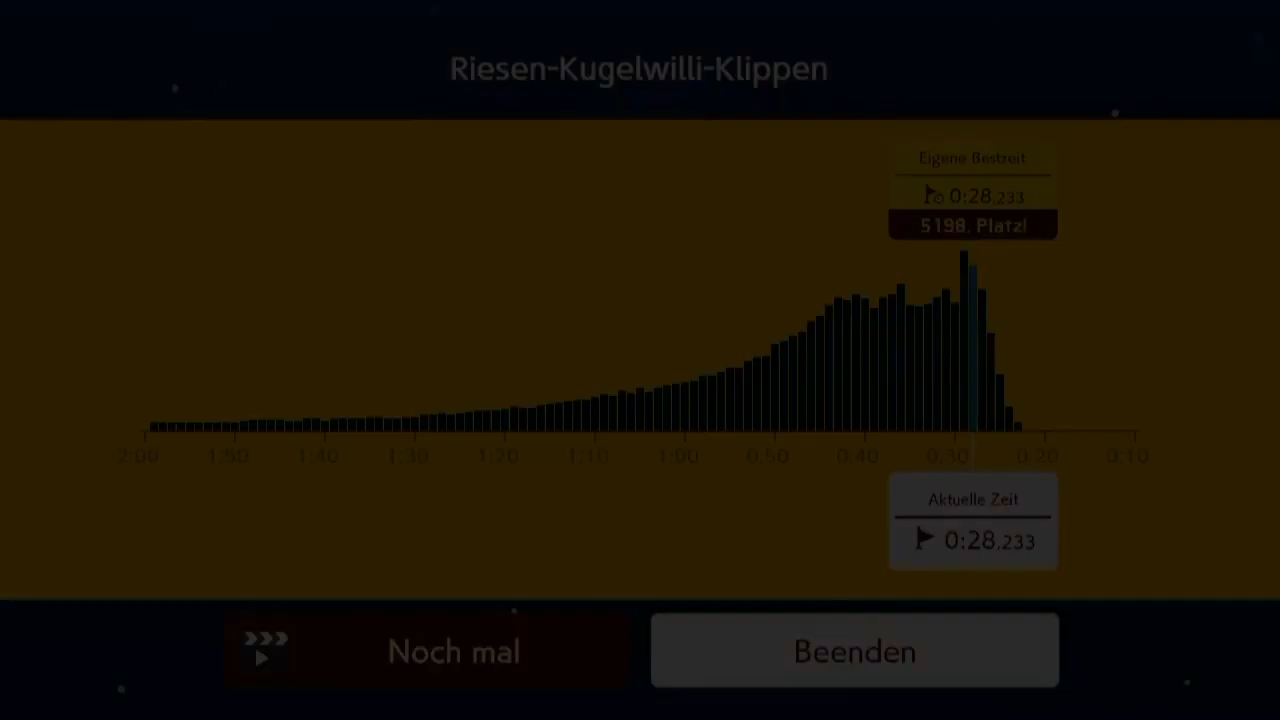 Riesen-Kugelwilli-Klippen
Eigene Bestzeit
0:28,233
5198. Platz!
2:00 1:50 1:40 1:30 1:20 1:10 1:00 0:50 0:40 0:30 0:20 0:10
Aktuelle Zeit
0:28,233
Noch mal
Beenden